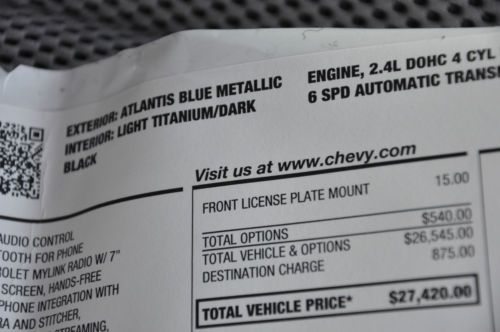 EXTERIOR: ATLANTIS BLUE METALLIC
INTERIOR: LIGHT TITANIUM/DARK
BLACK
ENGINE, 2.4L DOHC 4 CYL
6 SPD AUTOMATIC
Visit us at www.chevy.com
FRONT LICENSE PLATE MOUNT 15.00
TOTAL OPTIONS $540.00
TOTAL VEHICLE & OPTIONS $26,545.00
DESTINATION CHARGE 875.00
TOTAL VEHICLE PRICE* $27,420.00
AUDIO CONTROL
TOOTH FOR PHONE
ROLET MYLINK RADIO W/ 7"
SCREEN, HANDS-FREE
PHONE INTEGRATION WITH
RA AND STITCHER,
STREAMING,